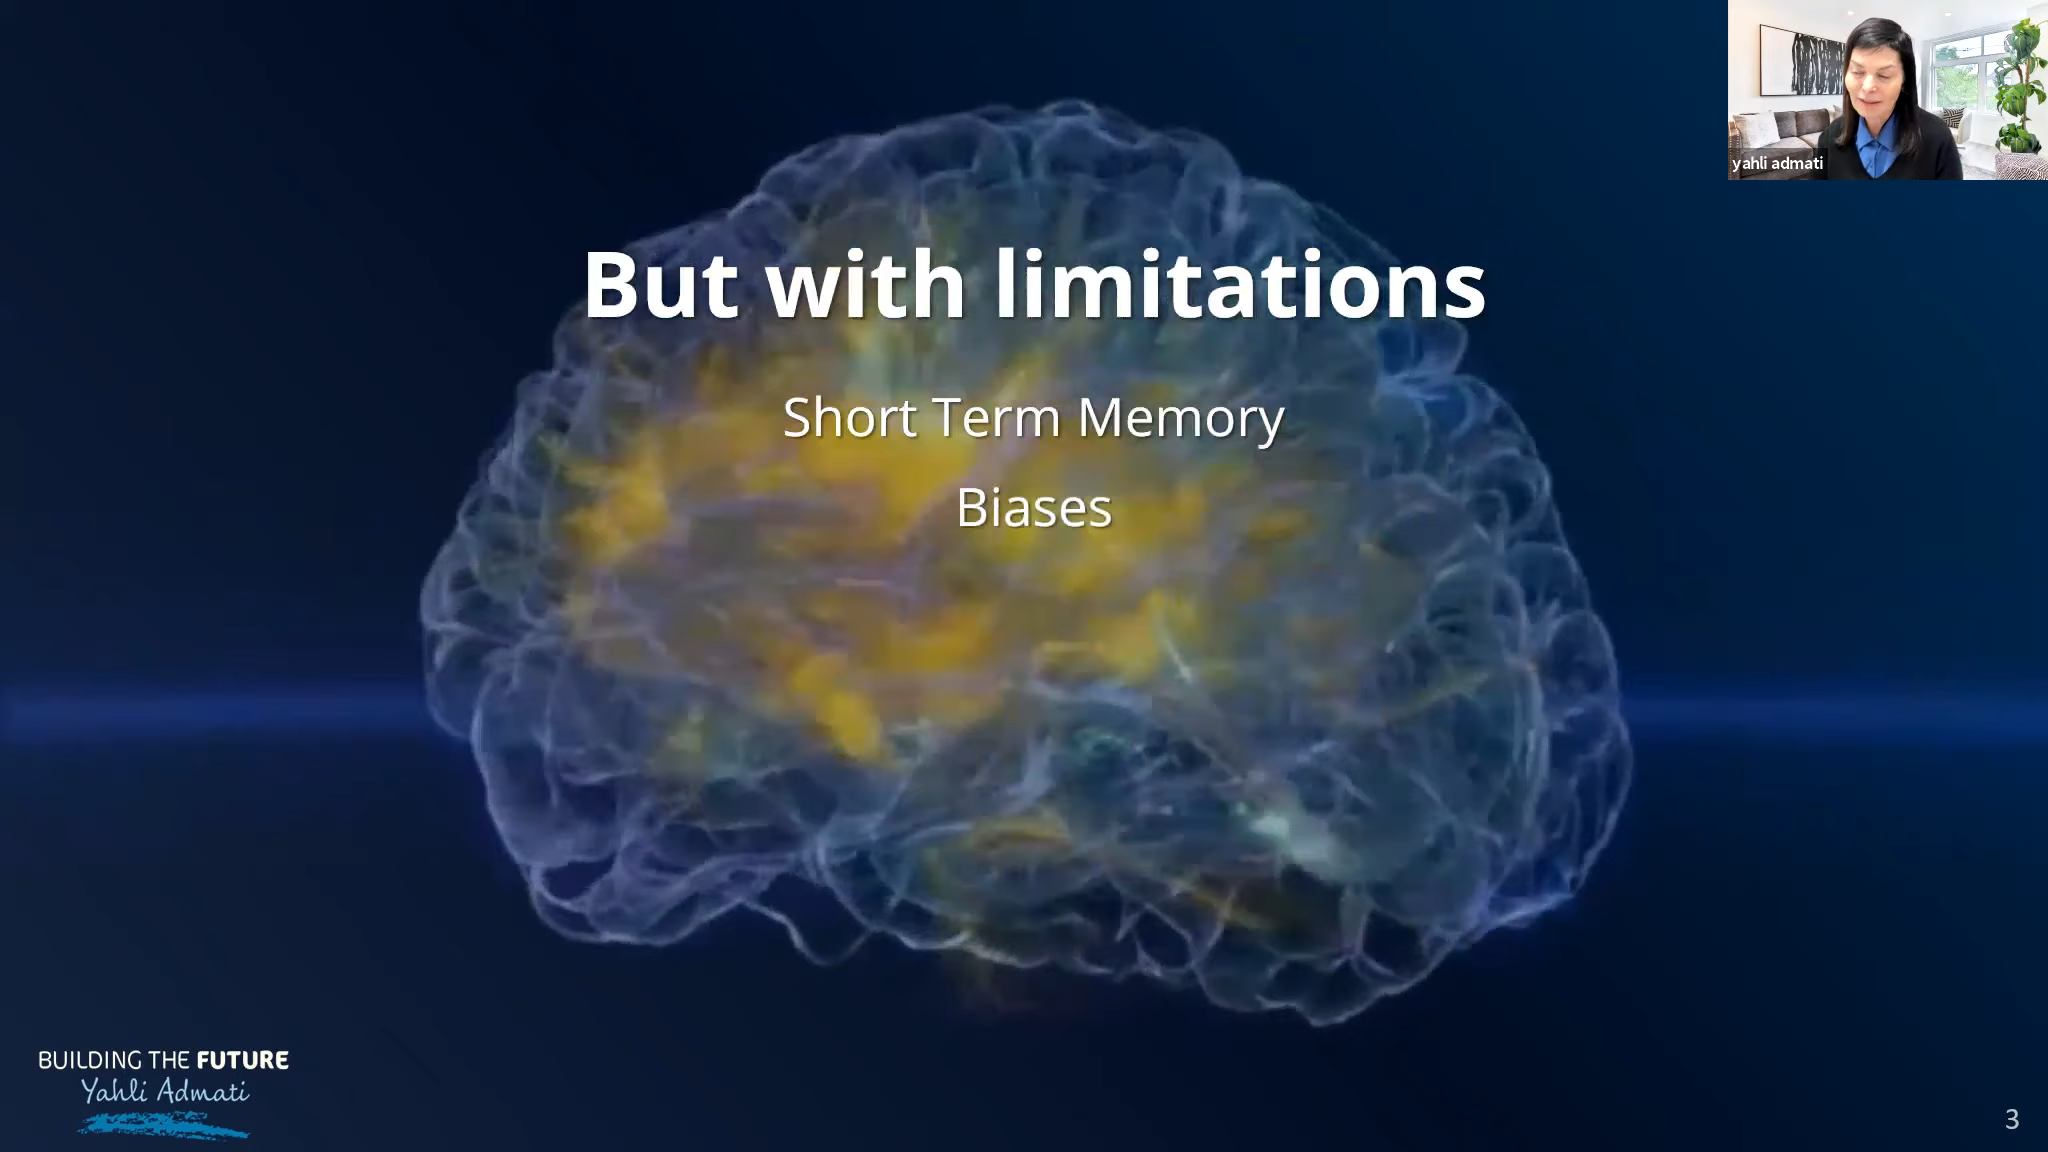 yahli admati
But with limitations
Short Term Memory
Biases
BUILDING THE FUTURE
Yahli Admati
3